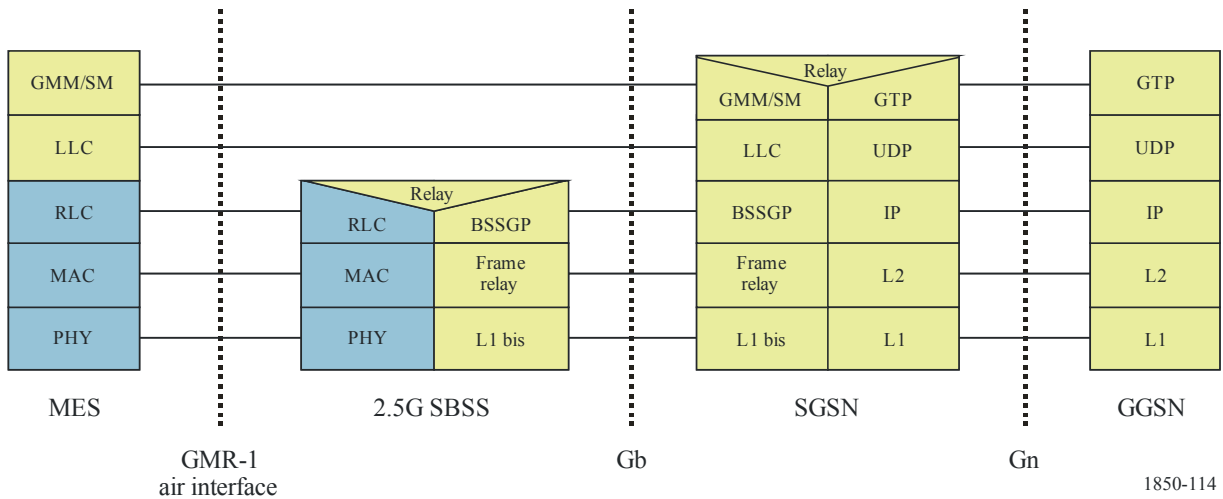 Relay
GMM/SM
GMM/SM
GTP
GTP
LLC
LLC
UDP
UDP
Relay
RLC
RLC
BSSGP
BSSGP
IP
IP
MAC
MAC
Frame
relay
Frame
relay
L2
L2
PHY
PHY
L1 bis
L1 bis
L1
L1
MES
2.5G SBSS
SGSN
GGSN
GMR-1
air interface
Gb
Gn
1850-114